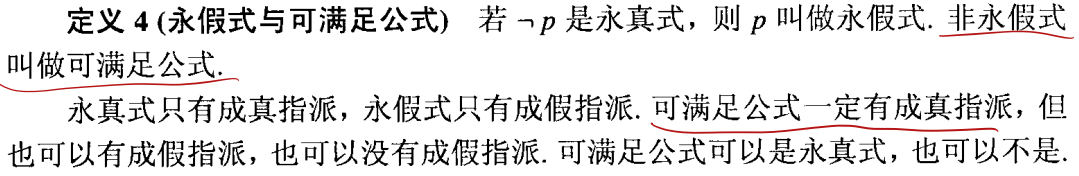 定义 4 (永假式与可满足公式) 若 ¬p 是永真式，则 p 叫做永假式. 非永假式
叫做可满足公式.
永真式只有成真指派，永假式只有成假指派. 可满足公式一定有成真指派，但
也可以有成假指派，也可以没有成假指派. 可满足公式可以是永真式，也可以不是.